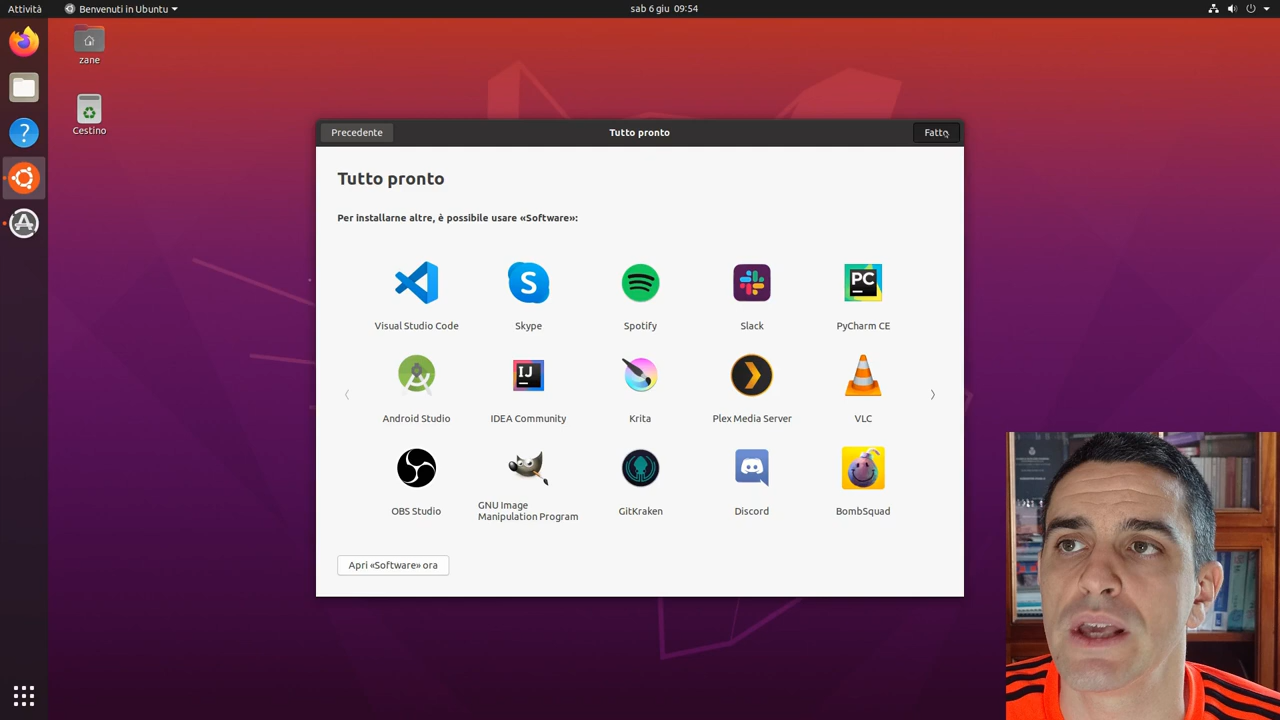 Attività
Benvenuti in Ubuntu
sab 6 giu 09:54
zane
Cestino
Precedente
Tutto pronto
Fatto
Tutto pronto
Per installarne altre, è possibile usare «Software»:
S
PC
Visual Studio Code
Skype
Spotify
Slack
PyCharm CE
IJ
Android Studio
IDEA Community
Krita
Plex Media Server
VLC
OBS Studio
GNU Image
Manipulation Program
GitKraken
Discord
BombSquad
Apri «Software» ora